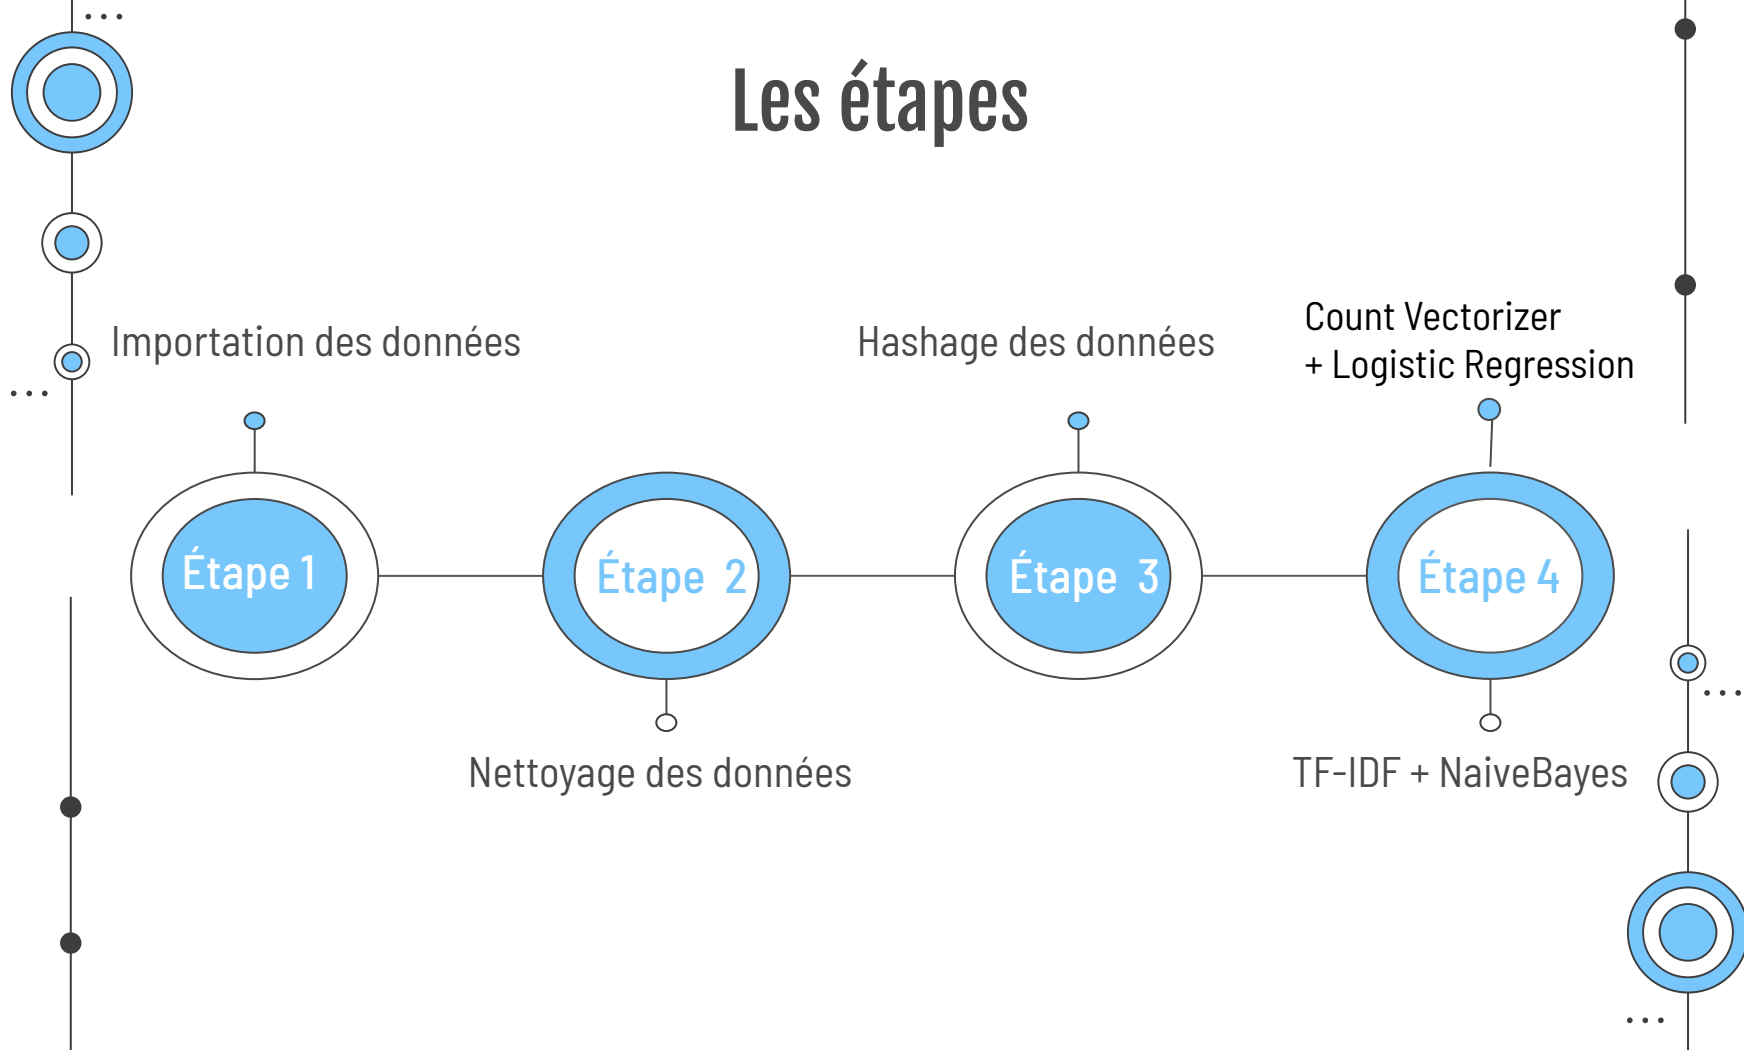 Les étapes
Importation des données
Hashage des données
Count Vectorizer
+ Logistic Regression
Étape 1
Étape 2
Étape 3
Étape 4
Nettoyage des données
TF-IDF + NaiveBayes